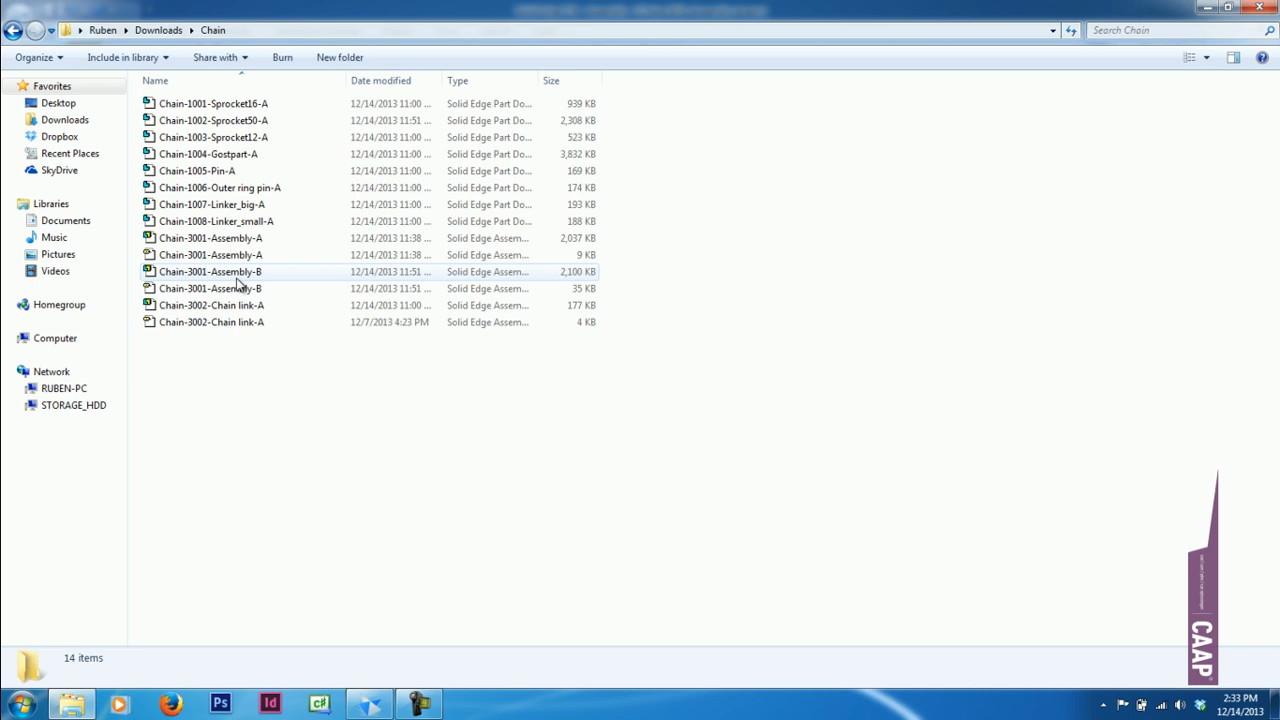 Ruben Downloads Chain Search Chain
Organize Include in library Share with Burn New folder
Name Date modified Type Size
Favorites
Desktop
Downloads
Dropbox
Recent Places
SkyDrive
Libraries
Documents
Music
Pictures
Videos
Homegroup
Computer
Network
RUBEN-PC
STORAGE_HDD
Chain-1001-Sprocket16-A 12/14/2013 11:00 ... Solid Edge Part Do... 939 KB
Chain-1002-Sprocket50-A 12/14/2013 11:51 ... Solid Edge Part Do... 2,308 KB
Chain-1003-Sprocket12-A 12/14/2013 11:00 ... Solid Edge Part Do... 523 KB
Chain-1004-Gostpart-A 12/14/2013 11:00 ... Solid Edge Part Do... 3,832 KB
Chain-1005-Pin-A 12/14/2013 11:00 ... Solid Edge Part Do... 169 KB
Chain-1006-Outer ring pin-A 12/14/2013 11:00 ... Solid Edge Part Do... 174 KB
Chain-1007-Linker_big-A 12/14/2013 11:00 ... Solid Edge Part Do... 193 KB
Chain-1008-Linker_small-A 12/14/2013 11:00 ... Solid Edge Part Do... 188 KB
Chain-3001-Assembly-A 12/14/2013 11:38 ... Solid Edge Assem... 2,037 KB
Chain-3001-Assembly-A 12/14/2013 11:38 ... Solid Edge Assem... 9 KB
Chain-3001-Assembly-B 12/14/2013 11:51 ... Solid Edge Assem... 2,100 KB
Chain-3001-Assembly-B 12/14/2013 11:51 ... Solid Edge Assem... 35 KB
Chain-3002-Chain link-A 12/14/2013 11:00 ... Solid Edge Assem... 177 KB
Chain-3002-Chain link-A 12/7/2013 4:23 PM Solid Edge Assem... 4 KB
CAAP®
14 items
Ps Id C#
2:33 PM
12/14/2013